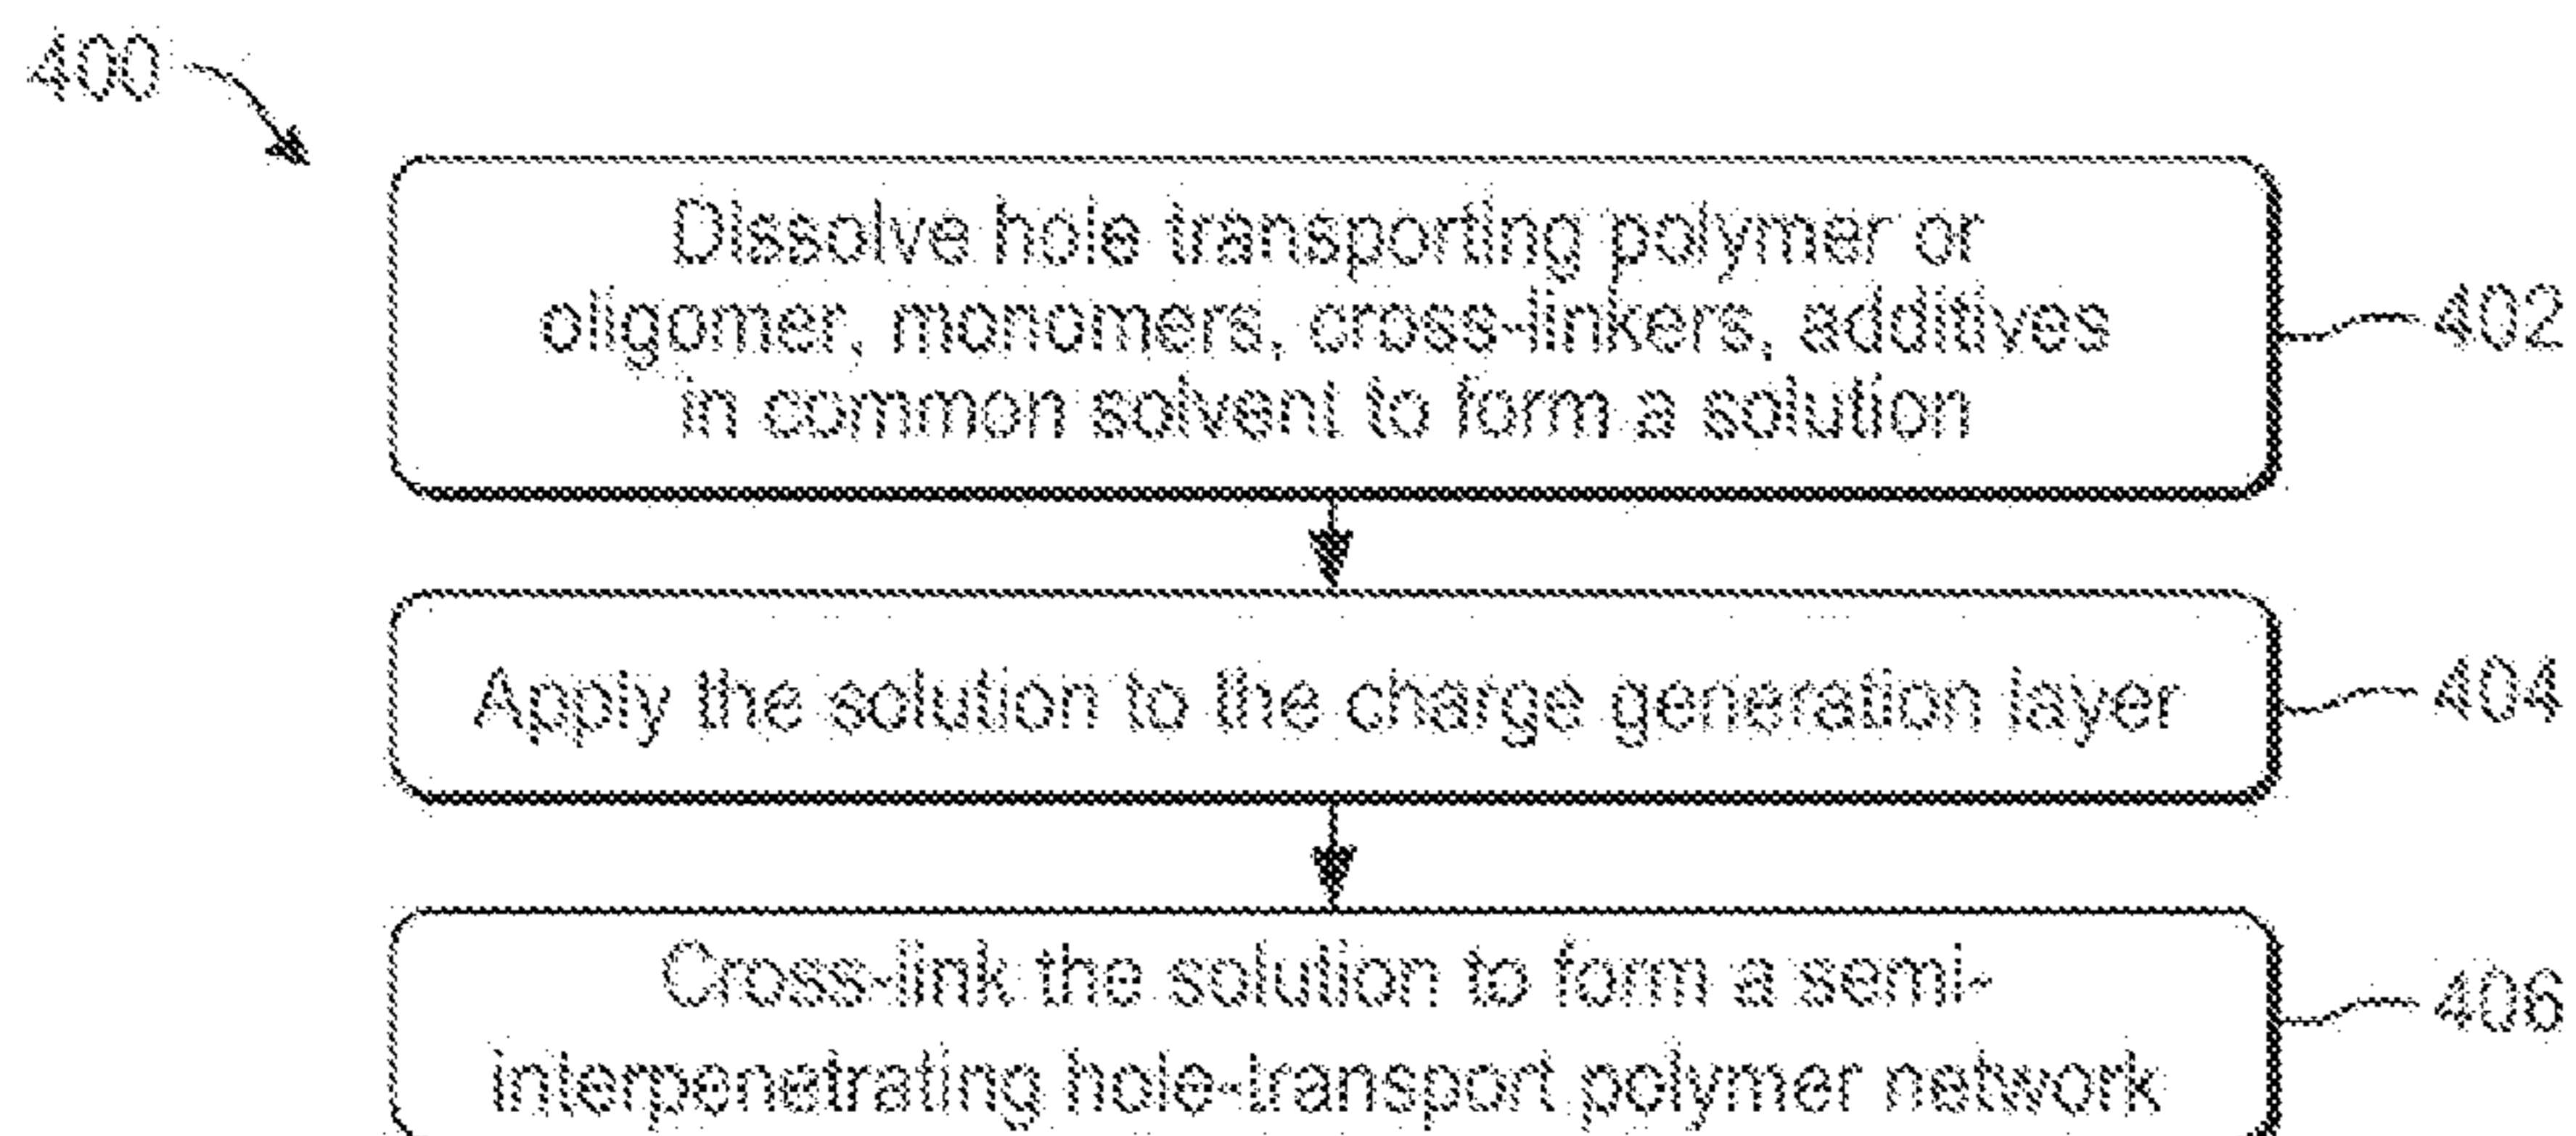 400
Dissolve hole transporting polymer or
oligomer, monomers, cross-linkers, additives
in common solvent to form a solution
402
Apply the solution to the charge generation layer
404
Cross-link the solution to form a semi-
interpenetrating hole-transport polymer network
406